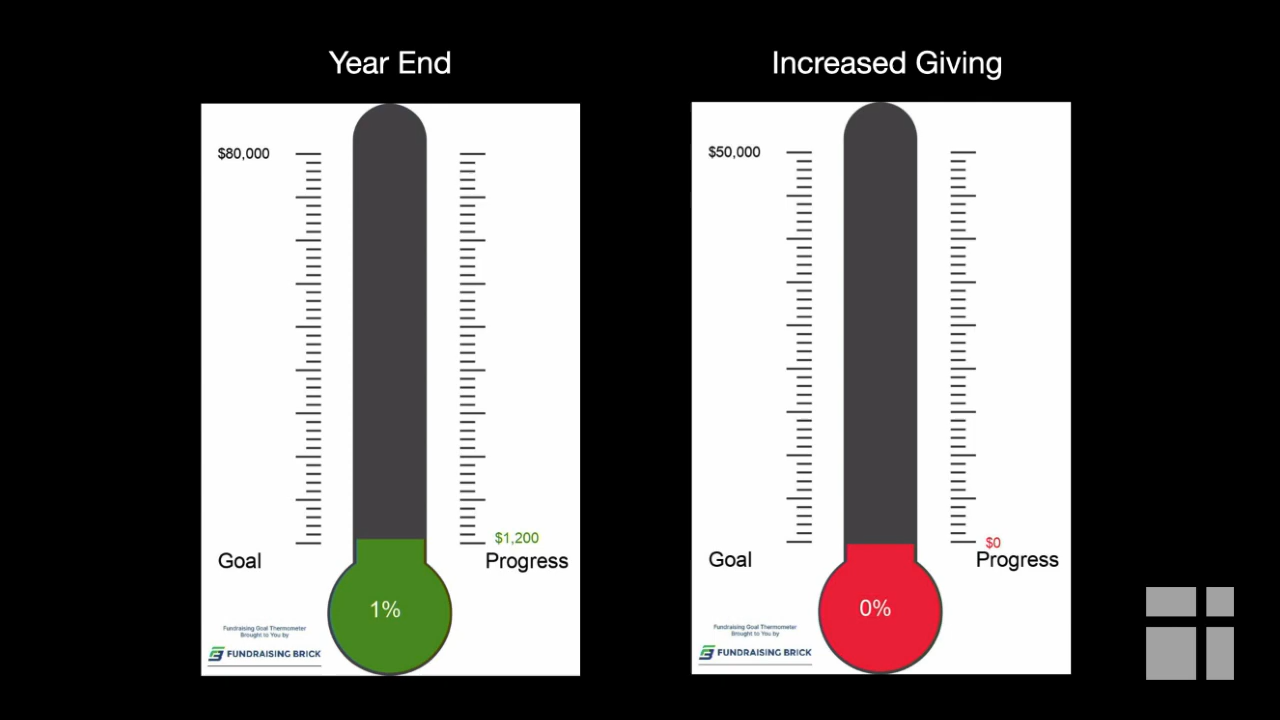 Year End
$80,000
$1,200
Goal
Progress
1%
Fundraising Goal Thermometer
Brought to You by
FUNDRAISING BRICK
Increased Giving
$50,000
$0
Goal
Progress
0%
Fundraising Goal Thermometer
Brought to You by
FUNDRAISING BRICK